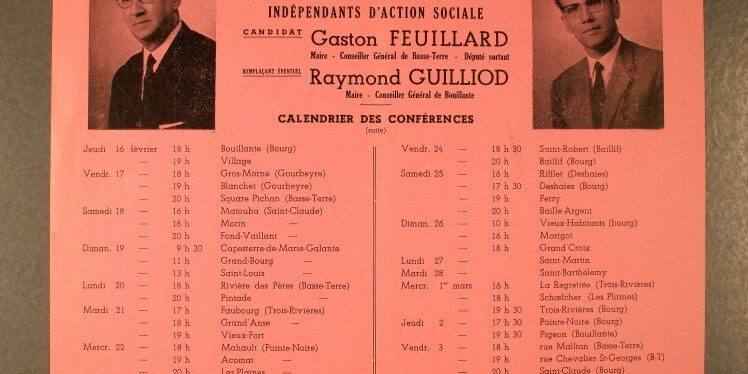 INDÉPENDANTS D'ACTION SOCIALE
CANDIDAT Gaston FEUILLARD
Maire - Conseiller Général de Basse-Terre - Député sortant
REMPLAÇANT ÉVENTUEL Raymond GUILLIOD
Maire - Conseiller Général de Bouillante
CALENDRIER DES CONFÉRENCES
(suite)
Jeudi 16 février 18 h Bouillante (Bourg)
— 19 h Village
Vendr. 17 — 18 h Gros-Morne (Gourbeyre)
— 19 h Blanchet (Gourbeyre)
— 20 h Square Pichon (Basse-Terre)
Samedi 18 — 16 h Matouba (Saint-Claude)
— 18 h Morin —
— 20 h Fond-Vaillant —
Diman. 19 — 9 h 30 Capesterre-de-Marie-Galante
— 11 h Grand-Bourg —
— 13 h Saint-Louis —
Lundi 20 — 18 h Rivière des Pères (Basse-Terre)
— 20 h Pintade —
Mardi 21 — 17 h Faubourg (Trois-Rivières)
— 18 h Grand'Anse —
— 19 h Vieux-Fort
Mercr. 22 — 18 h Mahault (Pointe-Noire)
— 19 h Acomat —
— 20 h Les Plaines —
Vendr. 24 — 18 h 30 Saint-Robert (Baillif)
— 20 h Baillif (Bourg)
Samedi 25 — 16 h Rifflet (Deshaies)
— 17 h 30 Deshaies (Bourg)
— 19 h Ferry
— 20 h Baille-Argent
Diman. 26 — 10 h Vieux-Habitants (bourg)
— 16 h Marigot
— 18 h Grand'Croix
Lundi 27 — Saint-Martin
Mardi 28 — Saint-Barthélemy
Mercr. 1er mars 16 h La Regrettée (Trois-Rivières)
— 18 h Schœlcher (Les Plaines)
— 19 h 30 Trois-Rivières (Bourg)
Jeudi 2 — 17 h 30 Pointe-Noire (Bourg)
— 19 h 30 Pigeon (Bouillante)
Vendr. 3 — 18 h rue Mallian (Basse-Terre)
— 19 h rue Chevalier St-Georges (B-T)
— 20 h Saint-Claude (Bourg)